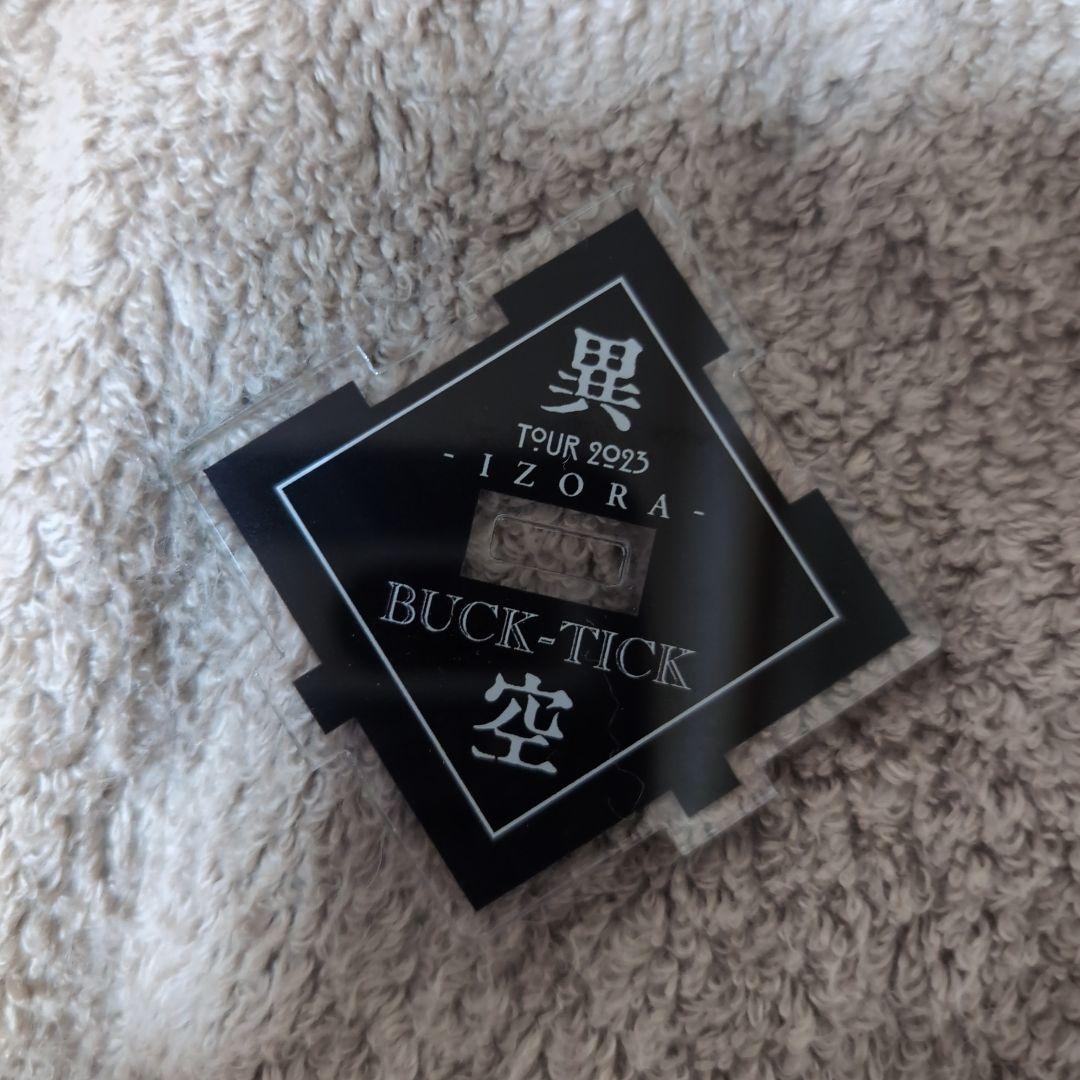 異
TOUR 2023
- IZORA -
BUCK-TICK
空